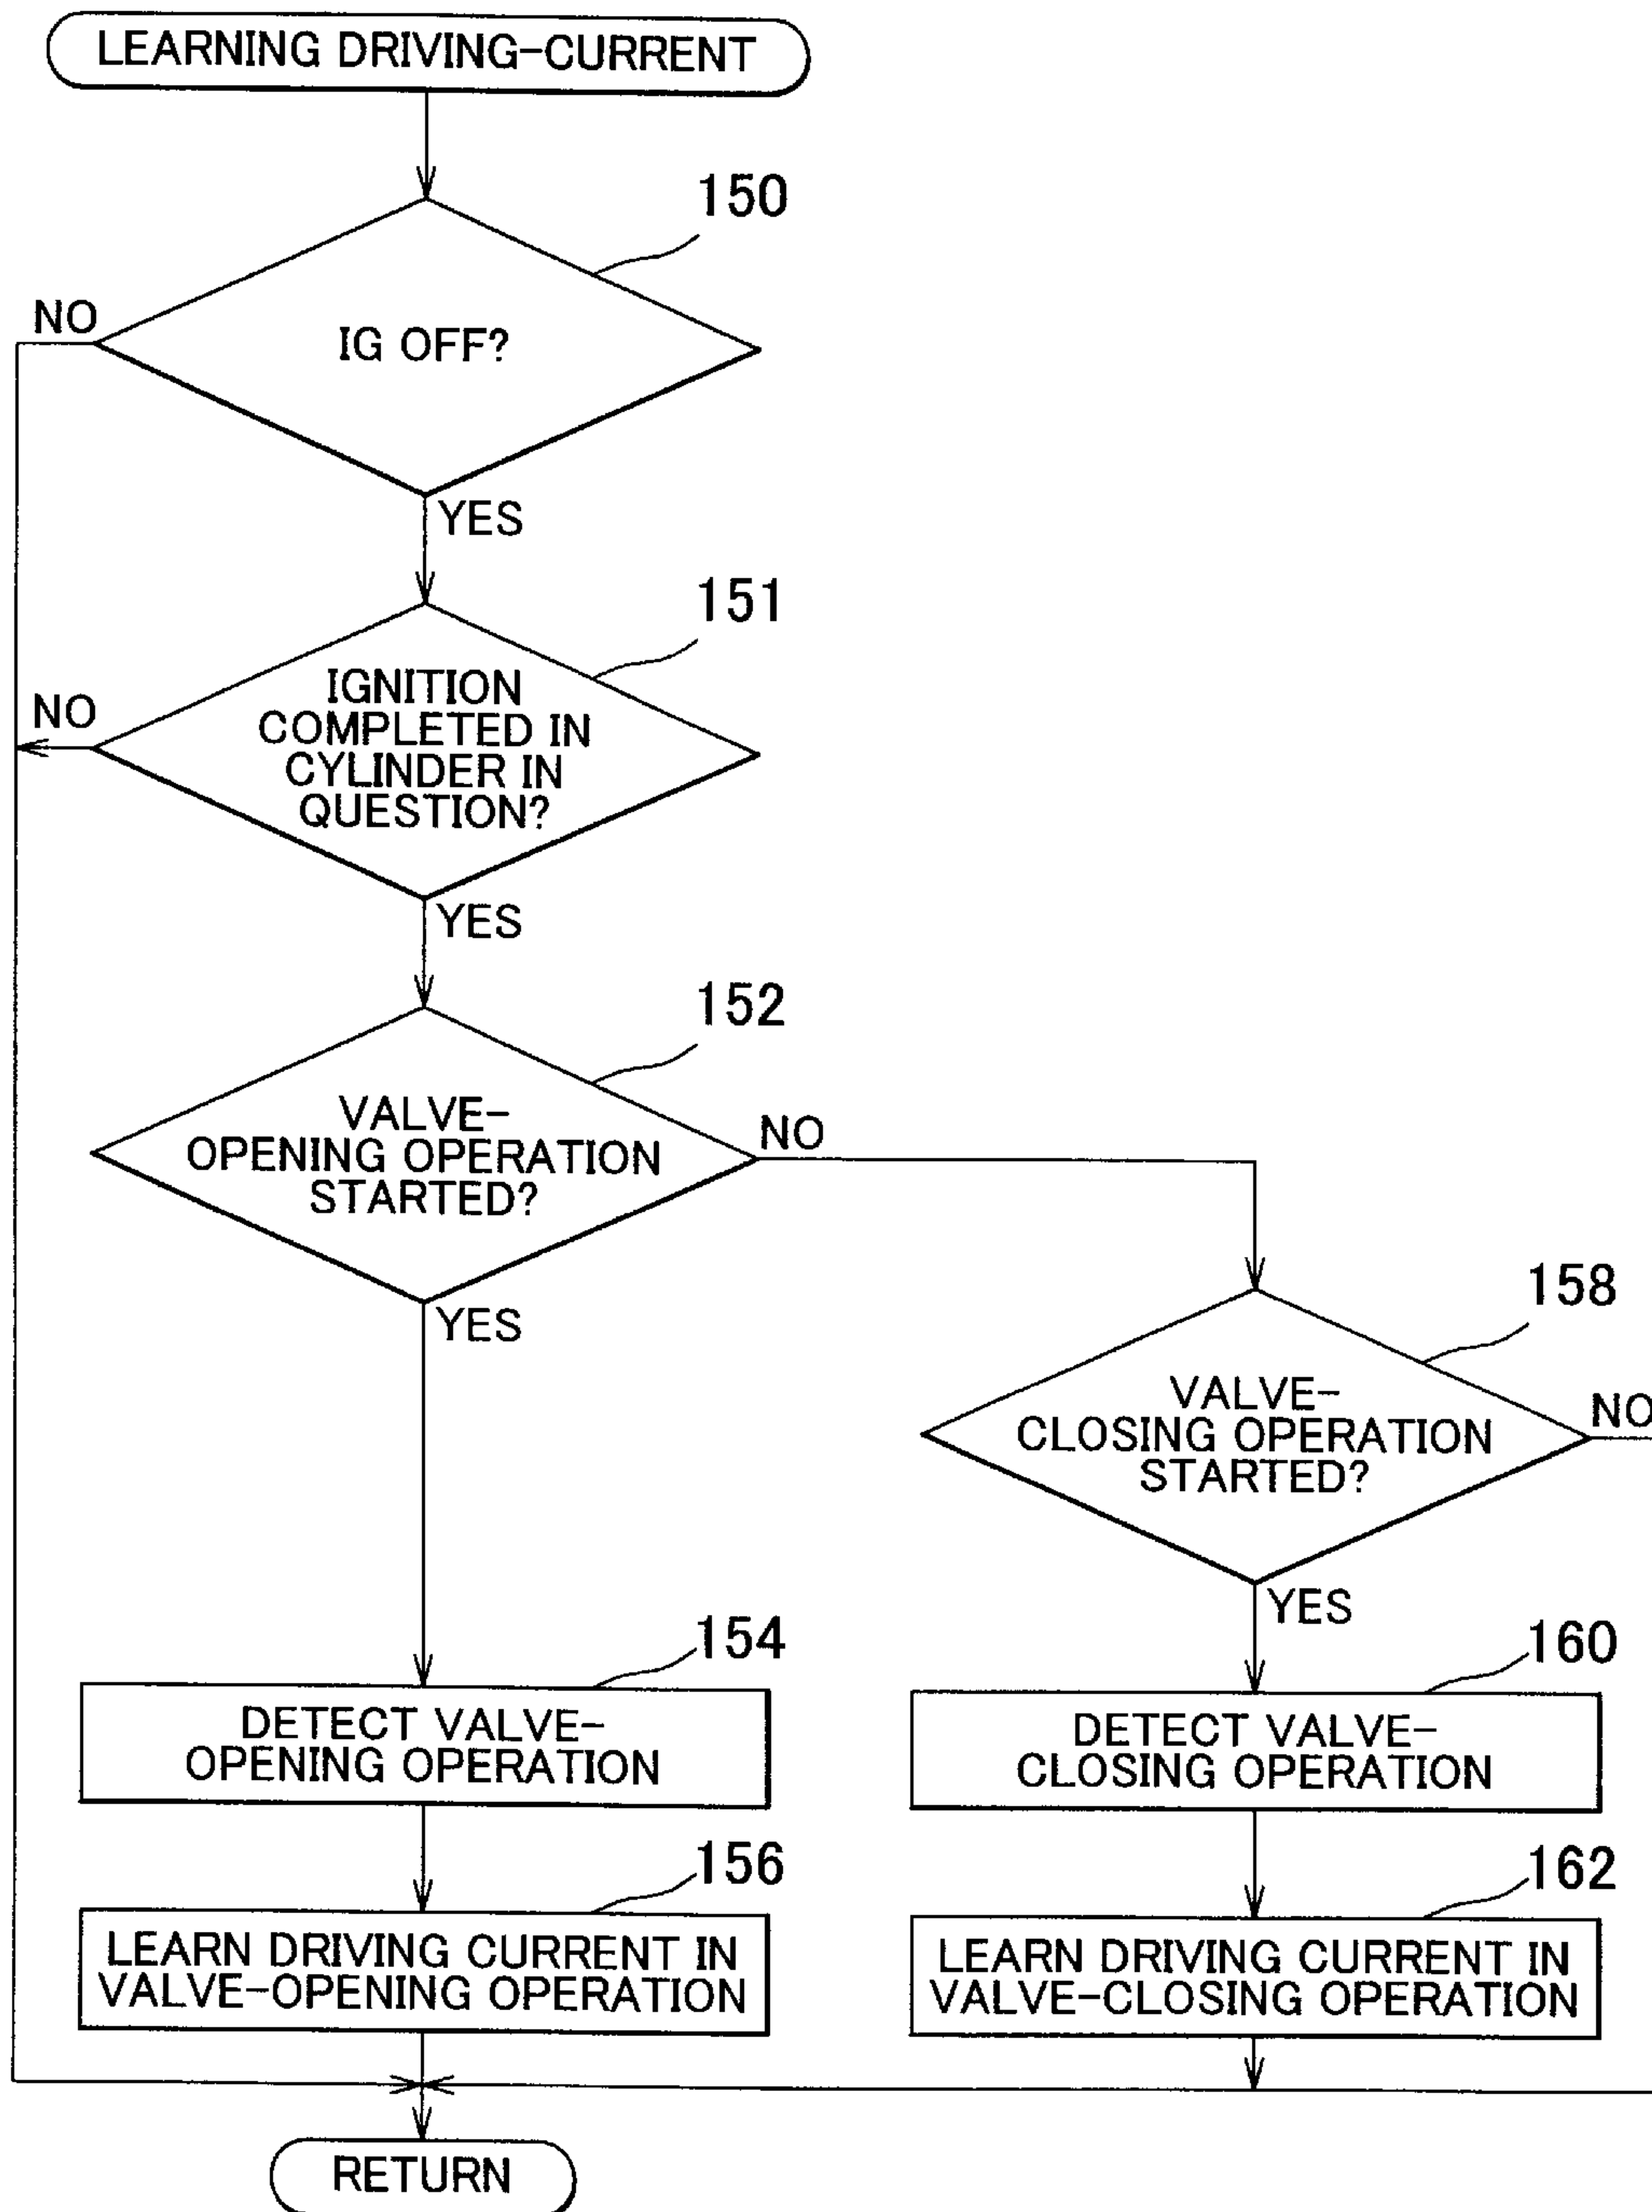 LEARNING DRIVING-CURRENT
150
NO
IG OFF?
YES
151
NO
IGNITION
COMPLETED IN
CYLINDER IN
QUESTION?
YES
152
VALVE-
OPENING OPERATION
STARTED?
NO
YES
158
VALVE-
CLOSING OPERATION
STARTED?
NO
YES
154
DETECT VALVE-
OPENING OPERATION
160
DETECT VALVE-
CLOSING OPERATION
156
LEARN DRIVING CURRENT IN
VALVE-OPENING OPERATION
162
LEARN DRIVING CURRENT IN
VALVE-CLOSING OPERATION
RETURN